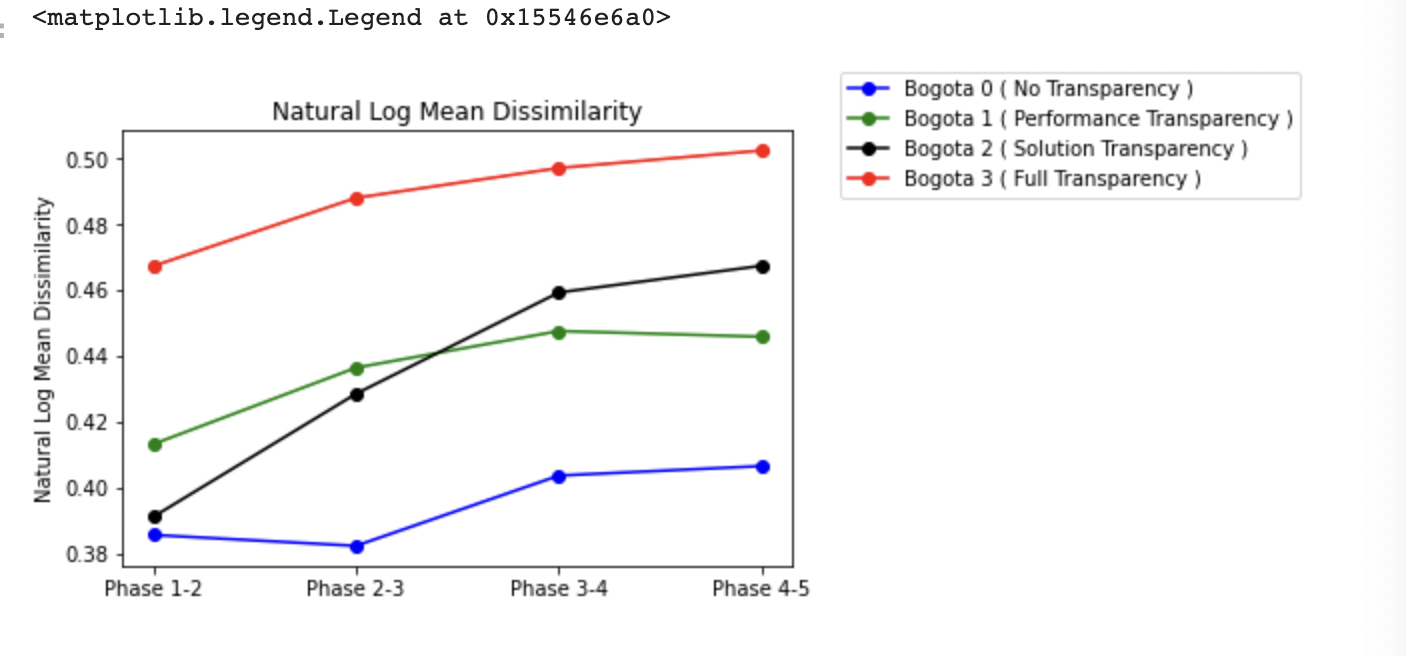 <matplotlib.legend.Legend at 0x15546e6a0>
Natural Log Mean Dissimilarity
Bogota 0 ( No Transparency )
Bogota 1 ( Performance Transparency )
Bogota 2 ( Solution Transparency )
Bogota 3 ( Full Transparency )
Natural Log Mean Dissimilarity
0.50
0.48
0.46
0.44
0.42
0.40
0.38
Phase 1-2 Phase 2-3 Phase 3-4 Phase 4-5